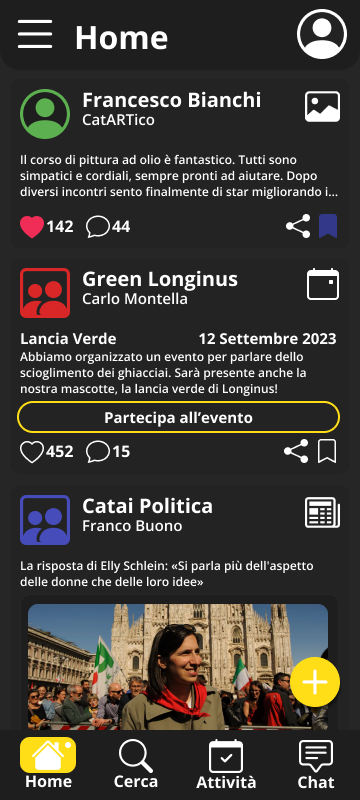 Home
Francesco Bianchi
CatARTico
Il corso di pittura ad olio è fantastico. Tutti sono
simpatici e cordiali, sempre pronti ad aiutare. Dopo
diversi incontri sento finalmente di star migliorando i...
142 44
Green Longinus
Carlo Montella
Lancia Verde 12 Settembre 2023
Abbiamo organizzato un evento per parlare dello
scioglimento dei ghiacciai. Sarà presente anche la
nostra mascotte, la lancia verde di Longinus!
Partecipa all’evento
452 15
Catai Politica
Franco Buono
La risposta di Elly Schlein: «Si parla più dell'aspetto
delle donne che delle loro idee»
Home Cerca Attività Chat